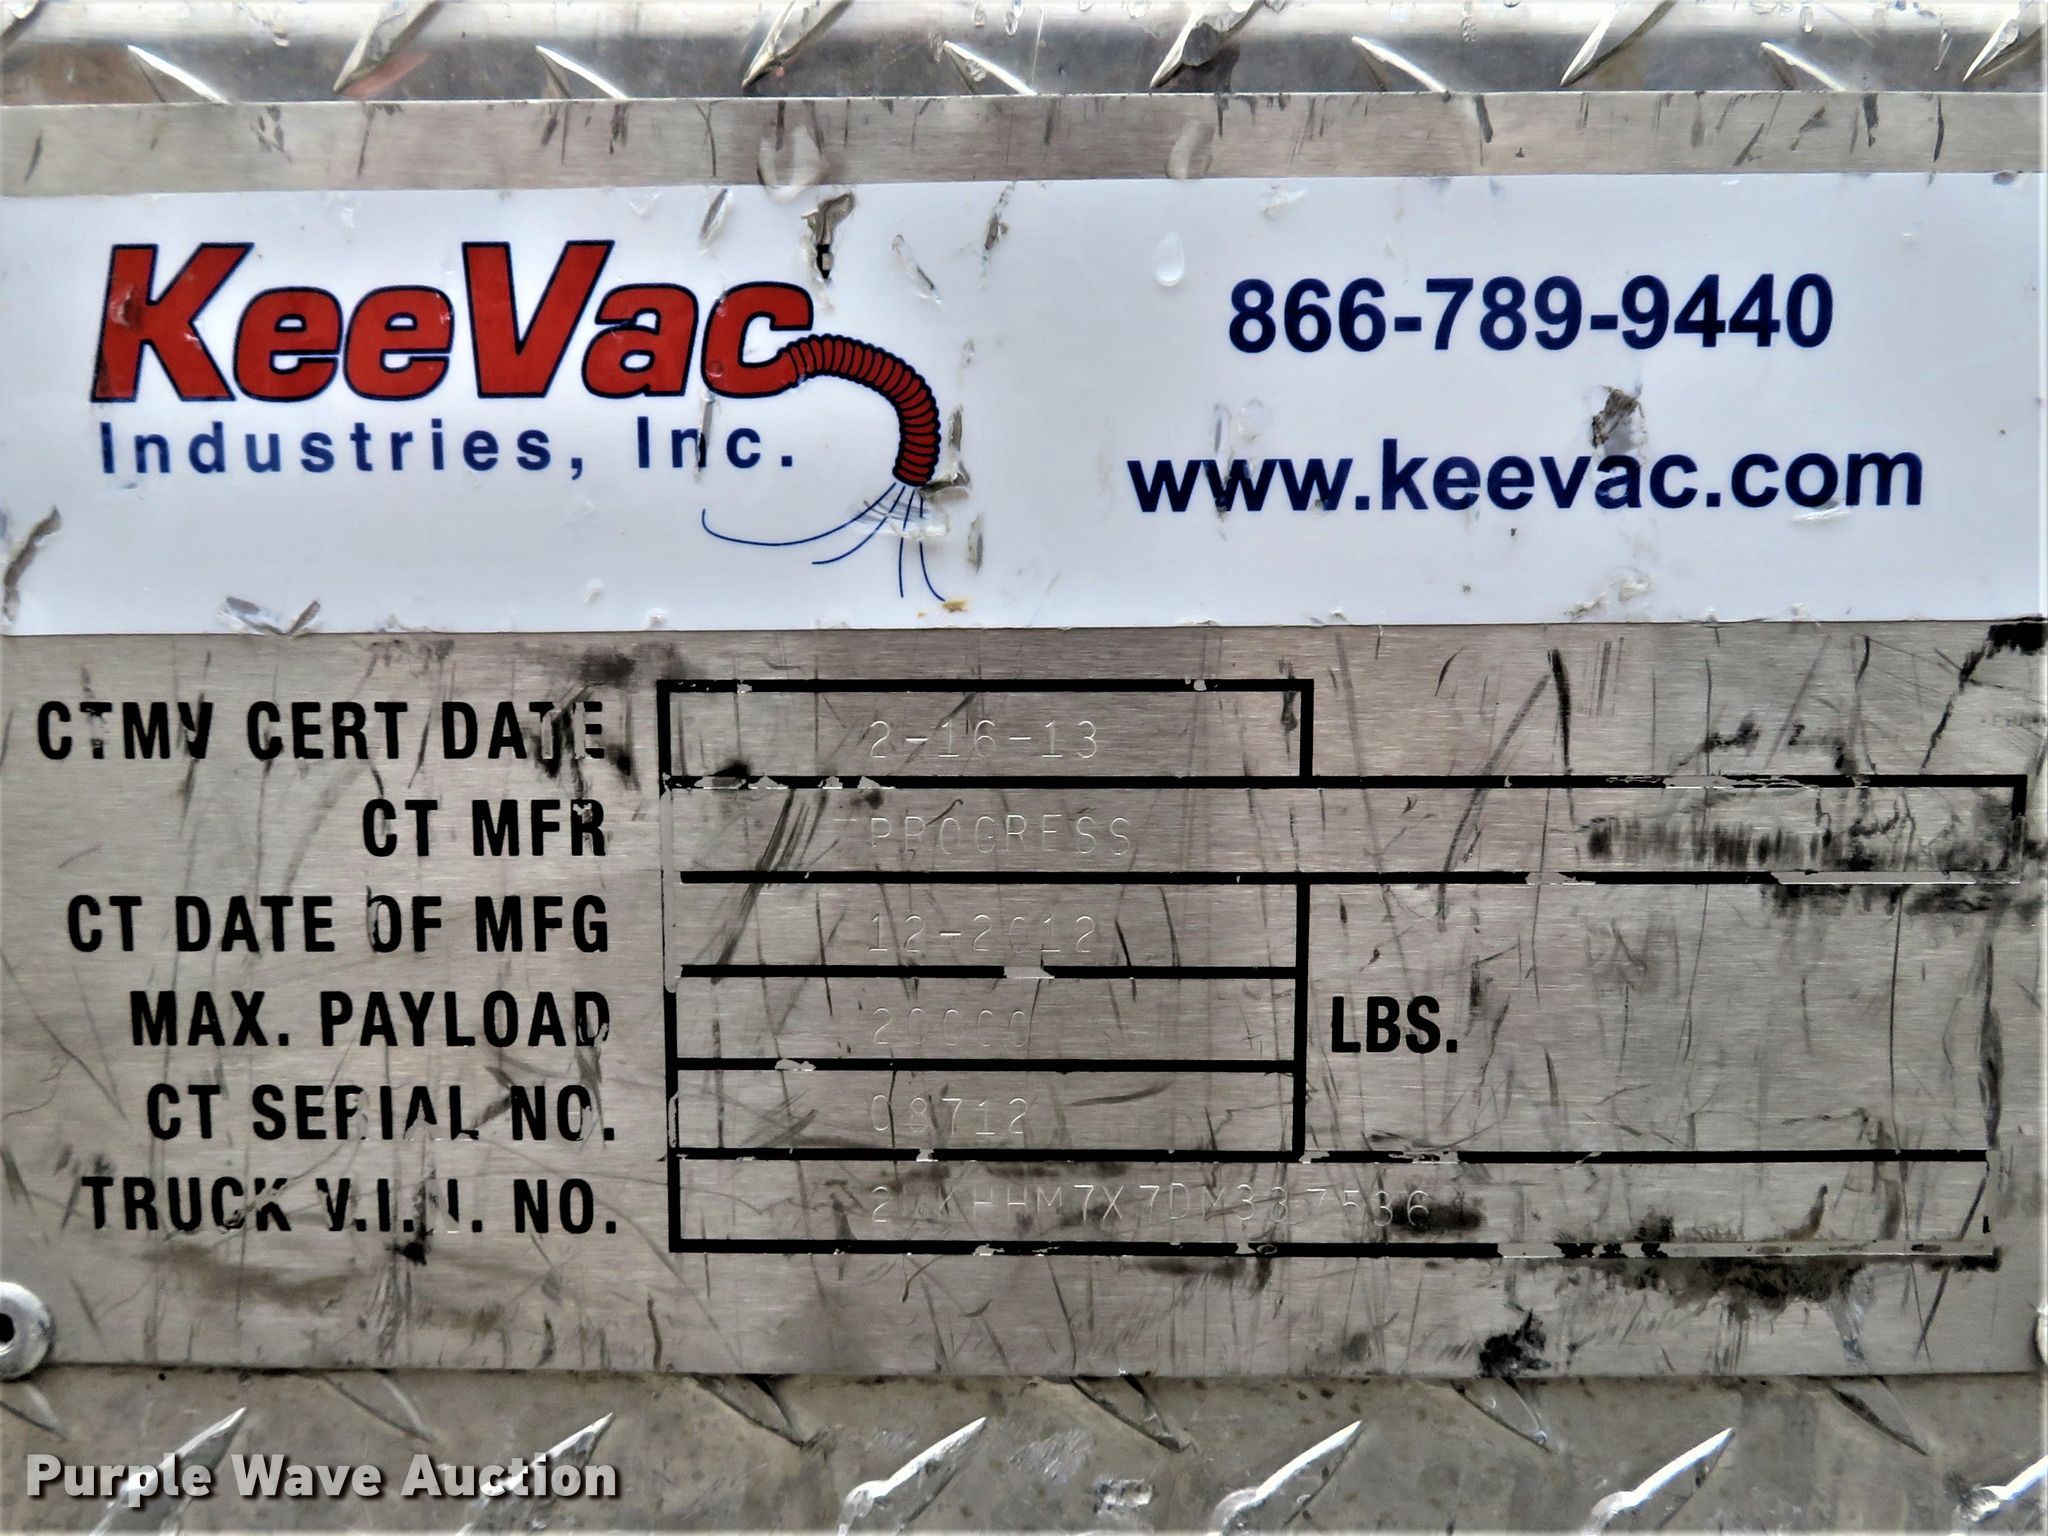 KeeVac
Industries, Inc.
866-789-9440
www.keevac.com
CTMV CERT DATE 2-16-13
CT MFR PROGRESS
CT DATE OF MFG 12-2012
MAX. PAYLOAD 20000 LBS.
CT SERIAL NO. 08712
TRUCK V.I.N. NO.
Purple Wave Auction